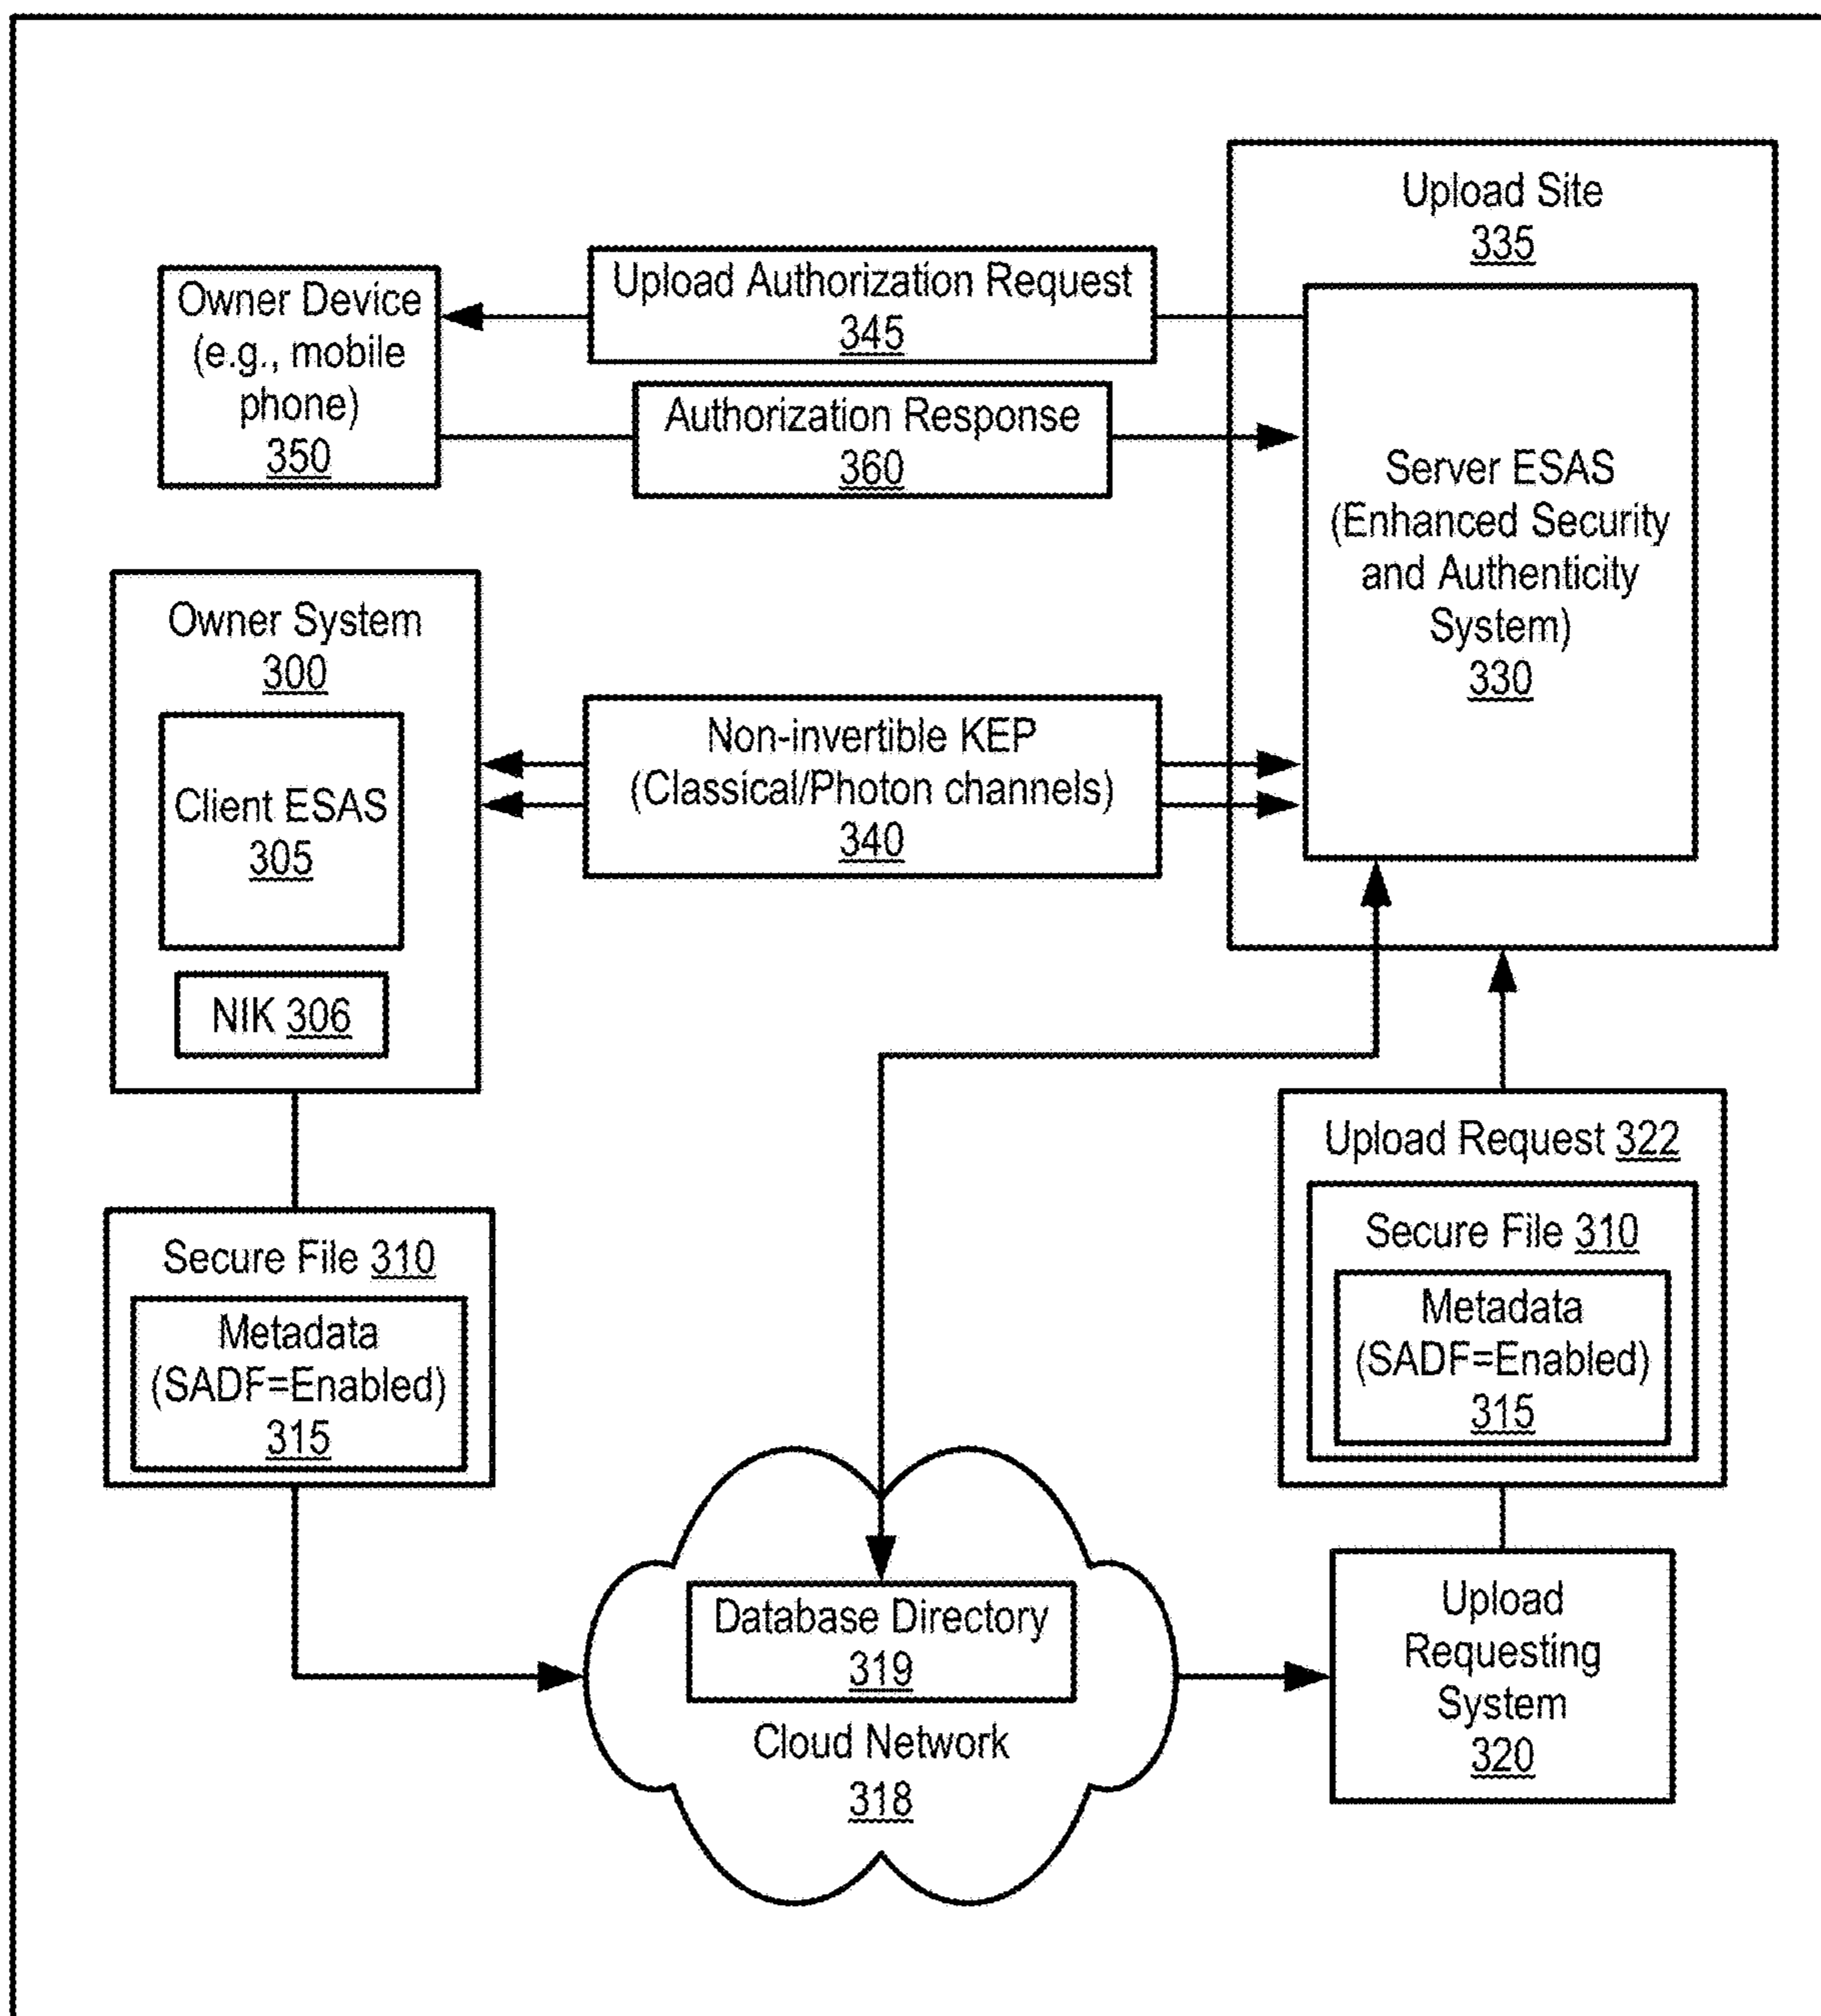 Upload Site
335
Upload Authorization Request
345
Owner Device
(e.g., mobile
phone)
350
Authorization Response
360
Server ESAS
(Enhanced Security
and Authenticity
System)
330
Owner System
300
Client ESAS
305
NIK 306
Non-invertible KEP
(Classical/Photon channels)
340
Upload Request 322
Secure File 310
Metadata
(SADF=Enabled)
315
Secure File 310
Metadata
(SADF=Enabled)
315
Database Directory
319
Cloud Network
318
Upload
Requesting
System
320